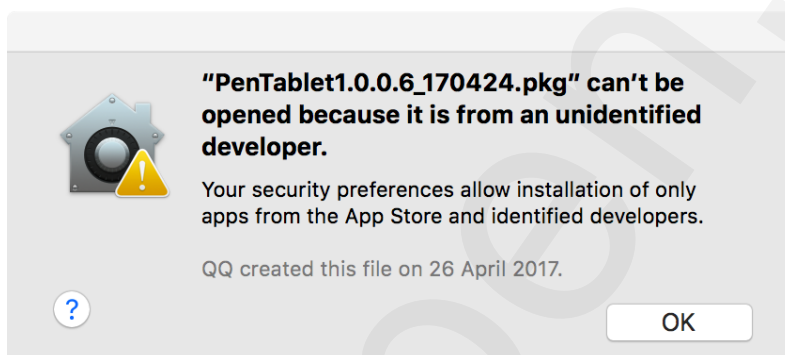 “PenTablet1.0.0.6_170424.pkg” can’t be
opened because it is from an unidentified
developer.
Your security preferences allow installation of only
apps from the App Store and identified developers.
QQ created this file on 26 April 2017.
?
OK